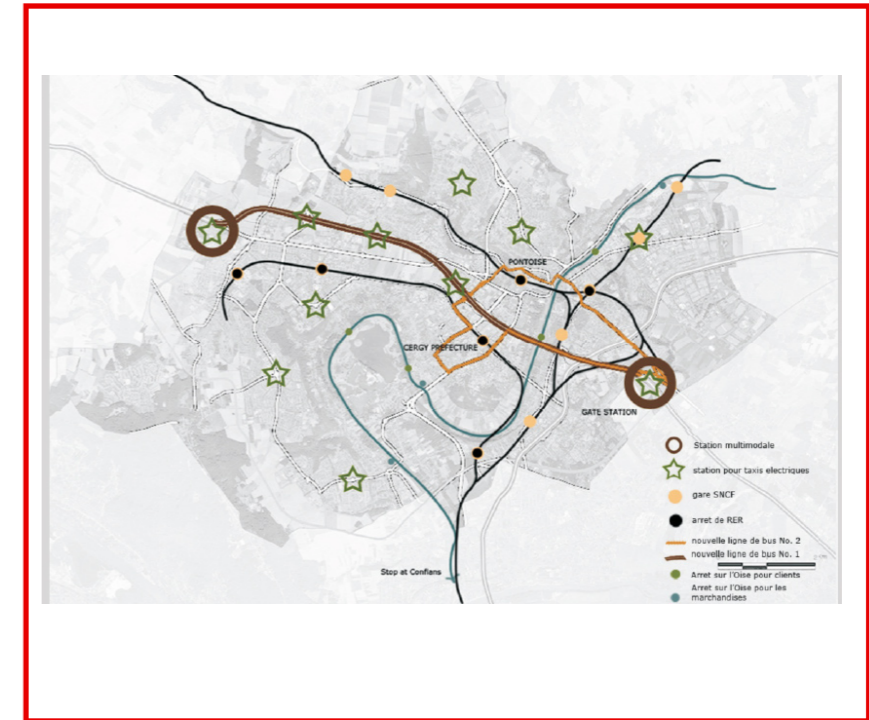 PONTOISE
CERGY PREFECTURE
GATE STATION
Station multimodale
station pour taxis electriques
gare SNCF
arret de RER
nouvelle ligne de bus No. 2
nouvelle ligne de bus No. 1
Arret sur l'Oise pour clients
Arret sur l'Oise pour les
marchandises
Stop at Conflans